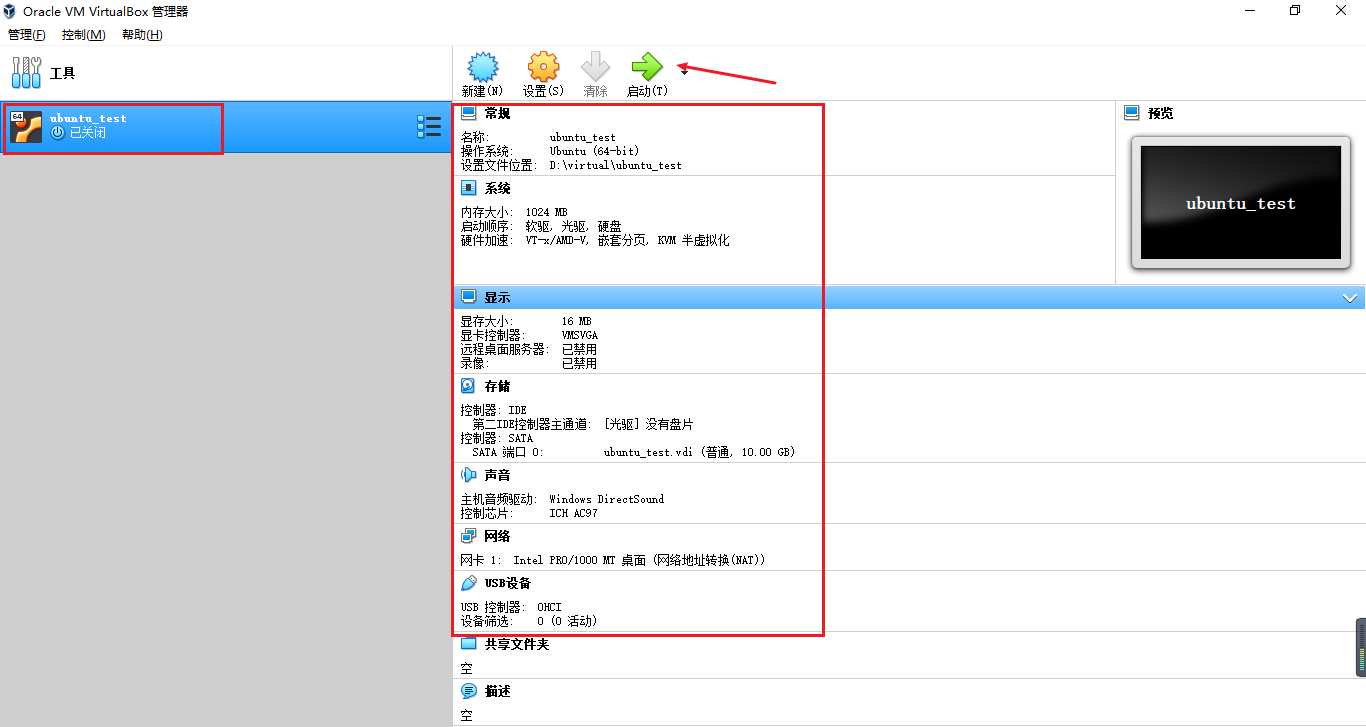 Oracle VM VirtualBox 管理器
管理(F) 控制(M) 帮助(H)
工具
新建(N) 设置(S) 清除 启动(T)
64
ubuntu_test
已关闭
常规
名称: ubuntu_test
操作系统: Ubuntu (64-bit)
设置文件位置: D:\virtual\ubuntu_test
预览
ubuntu_test
系统
内存大小: 1024 MB
启动顺序: 软驱, 光驱, 硬盘
硬件加速: VT-x/AMD-V, 嵌套分页, KVM 半虚拟化
显示
显存大小: 16 MB
显卡控制器: VMSVGA
远程桌面服务器: 已禁用
录像: 已禁用
存储
控制器: IDE
第二IDE控制器主通道: [光驱] 没有盘片
控制器: SATA
SATA 端口 0: ubuntu_test.vdi (普通, 10.00 GB)
声音
主机音频驱动: Windows DirectSound
控制芯片: ICH AC97
网络
网卡 1: Intel PRO/1000 MT 桌面 (网络地址转换(NAT))
USB设备
USB 控制器: OHCI
设备筛选: 0 (0 活动)
共享文件夹
空
描述
空